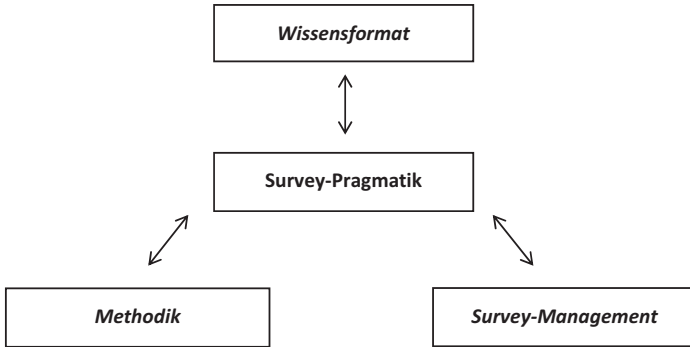 Wissensformat
Survey-Pragmatik
Methodik
Survey-Management